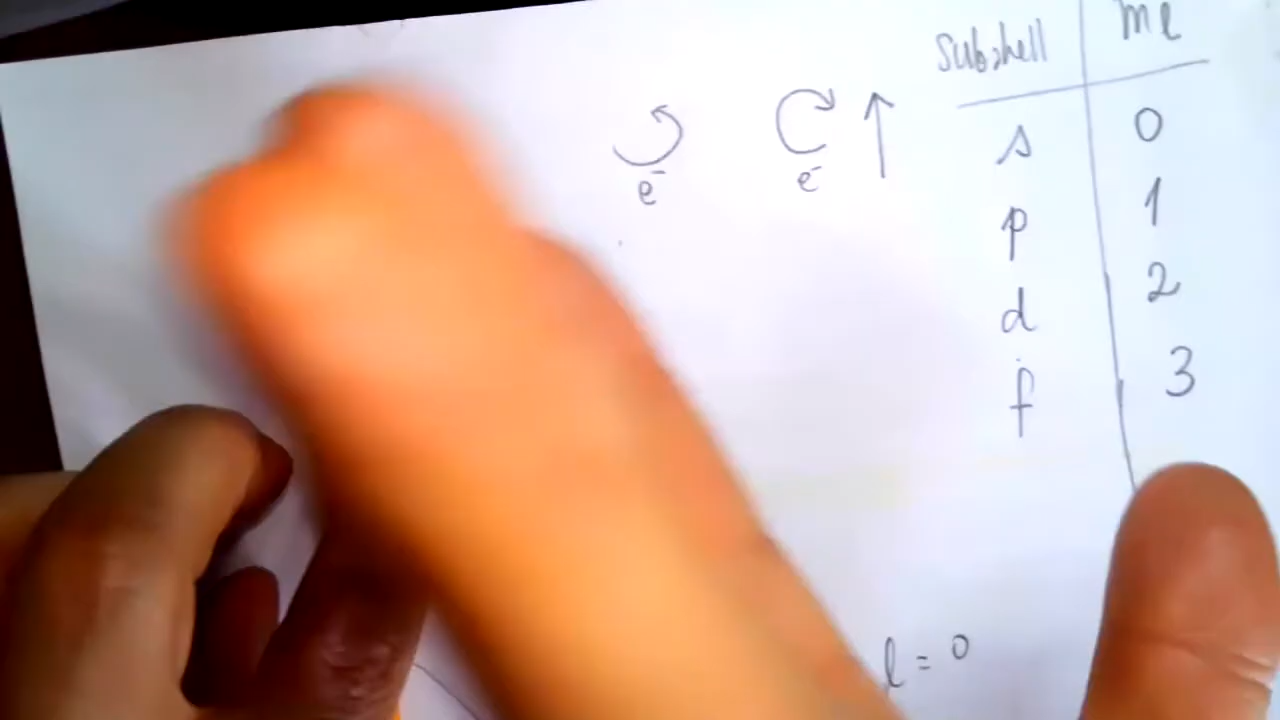 subshell ml
s 0
p 1
d 2
f 3
e⁻ e⁻ ↑
l = 0